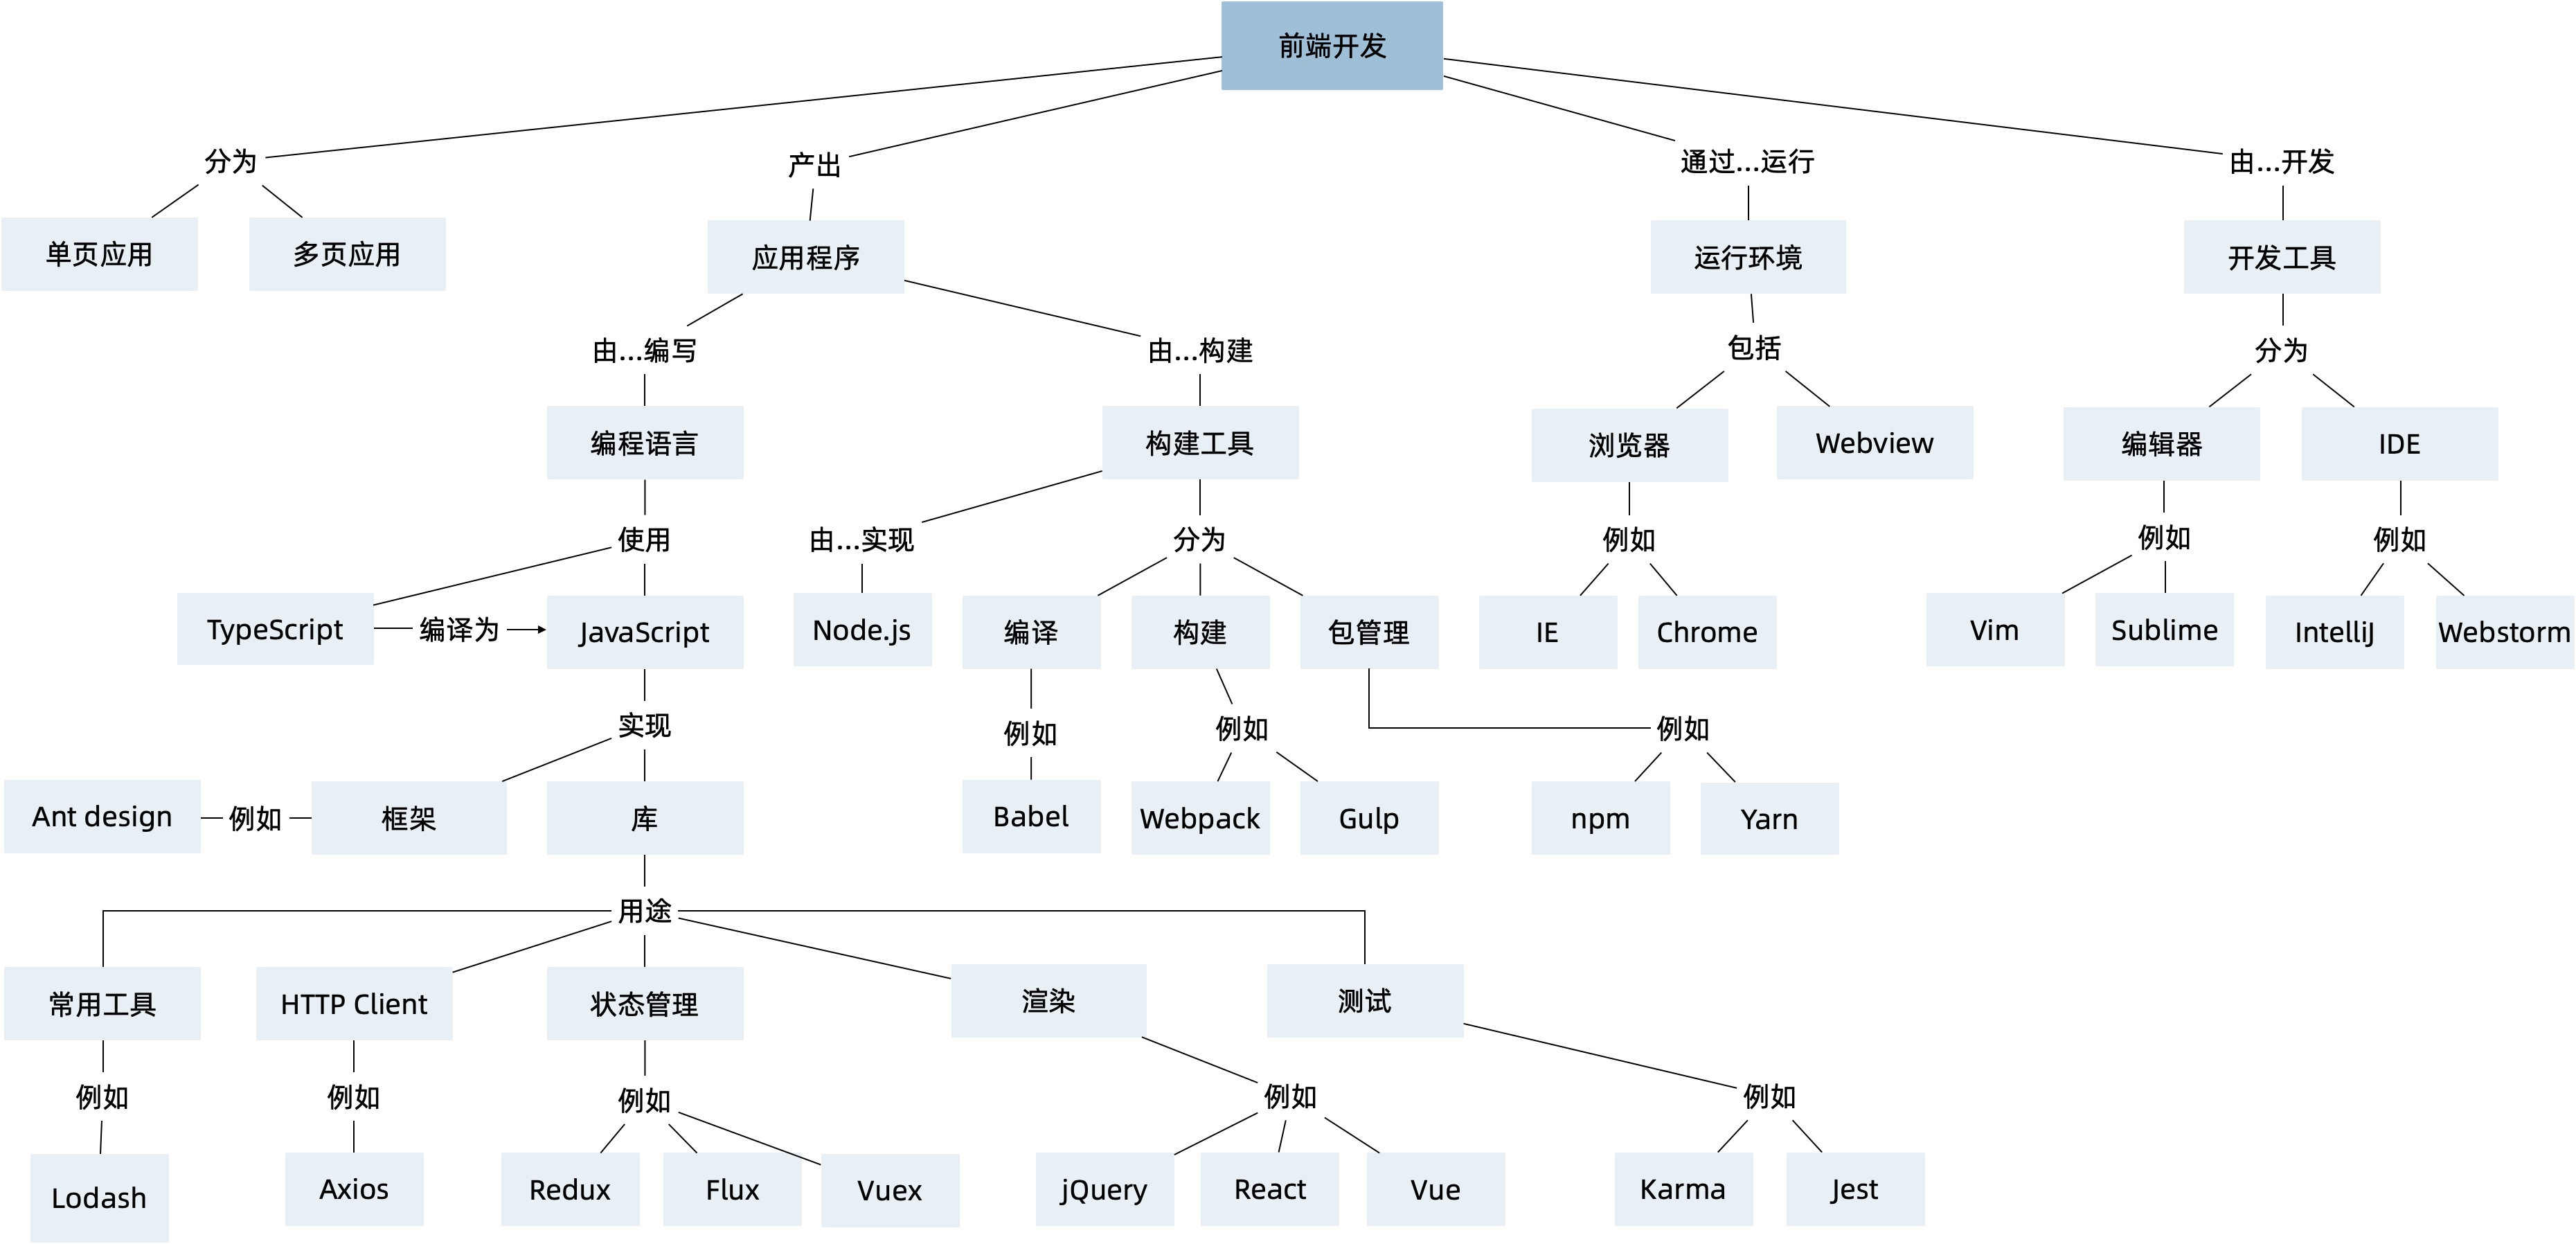 前端开发
分为
产出
通过...运行
由...开发
单页应用
多页应用
应用程序
运行环境
开发工具
由...编写
由...构建
包括
分为
编程语言
构建工具
浏览器
Webview
编辑器
IDE
使用
由...实现
分为
例如
例如
例如
TypeScript
编译为
JavaScript
Node.js
编译
构建
包管理
IE
Chrome
Vim
Sublime
IntelliJ
Webstorm
实现
例如
例如
例如
Ant design
例如
框架
库
Babel
Webpack
Gulp
npm
Yarn
用途
常用工具
HTTP Client
状态管理
渲染
测试
例如
例如
例如
例如
例如
Lodash
Axios
Redux
Flux
Vuex
jQuery
React
Vue
Karma
Jest